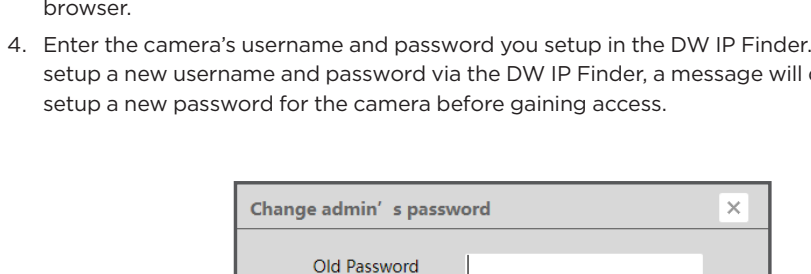 browser.
4. Enter the camera's username and password you setup in the DW IP Finder.
setup a new username and password via the DW IP Finder, a message will
setup a new password for the camera before gaining access.
Change admin's password
Old Password